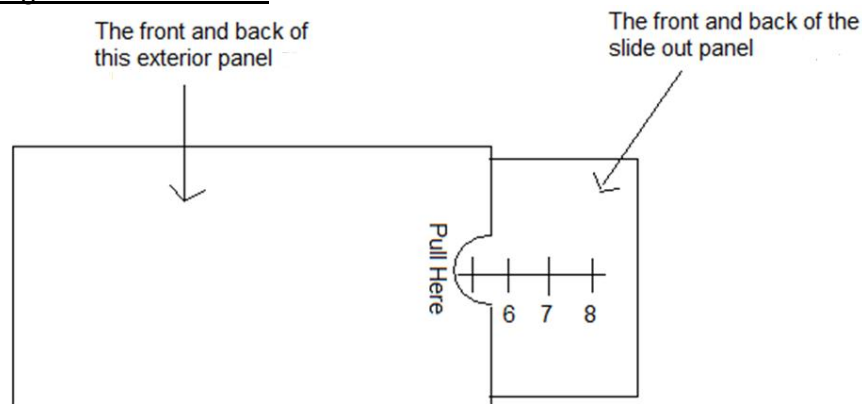 The front and back of
this exterior panel
The front and back of the
slide out panel
Pull Here
6 7 8